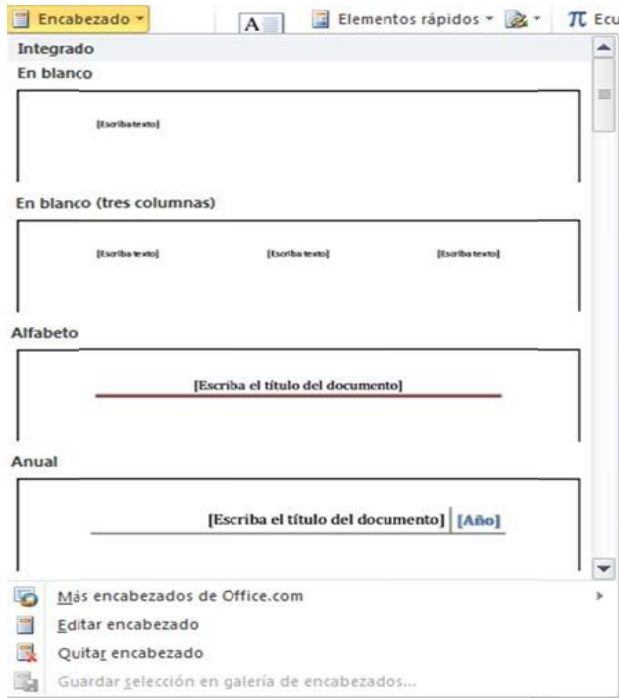 Encabezado A Elementos rápidos π Ecu
Integrado
En blanco
[Escriba texto]
En blanco (tres columnas)
[Escriba texto] [Escriba texto] [Escriba texto]
Alfabeto
[Escriba el título del documento]
Anual
[Escriba el título del documento] [Año]
Más encabezados de Office.com
Editar encabezado
Quitar encabezado
Guardar selección en galería de encabezados...